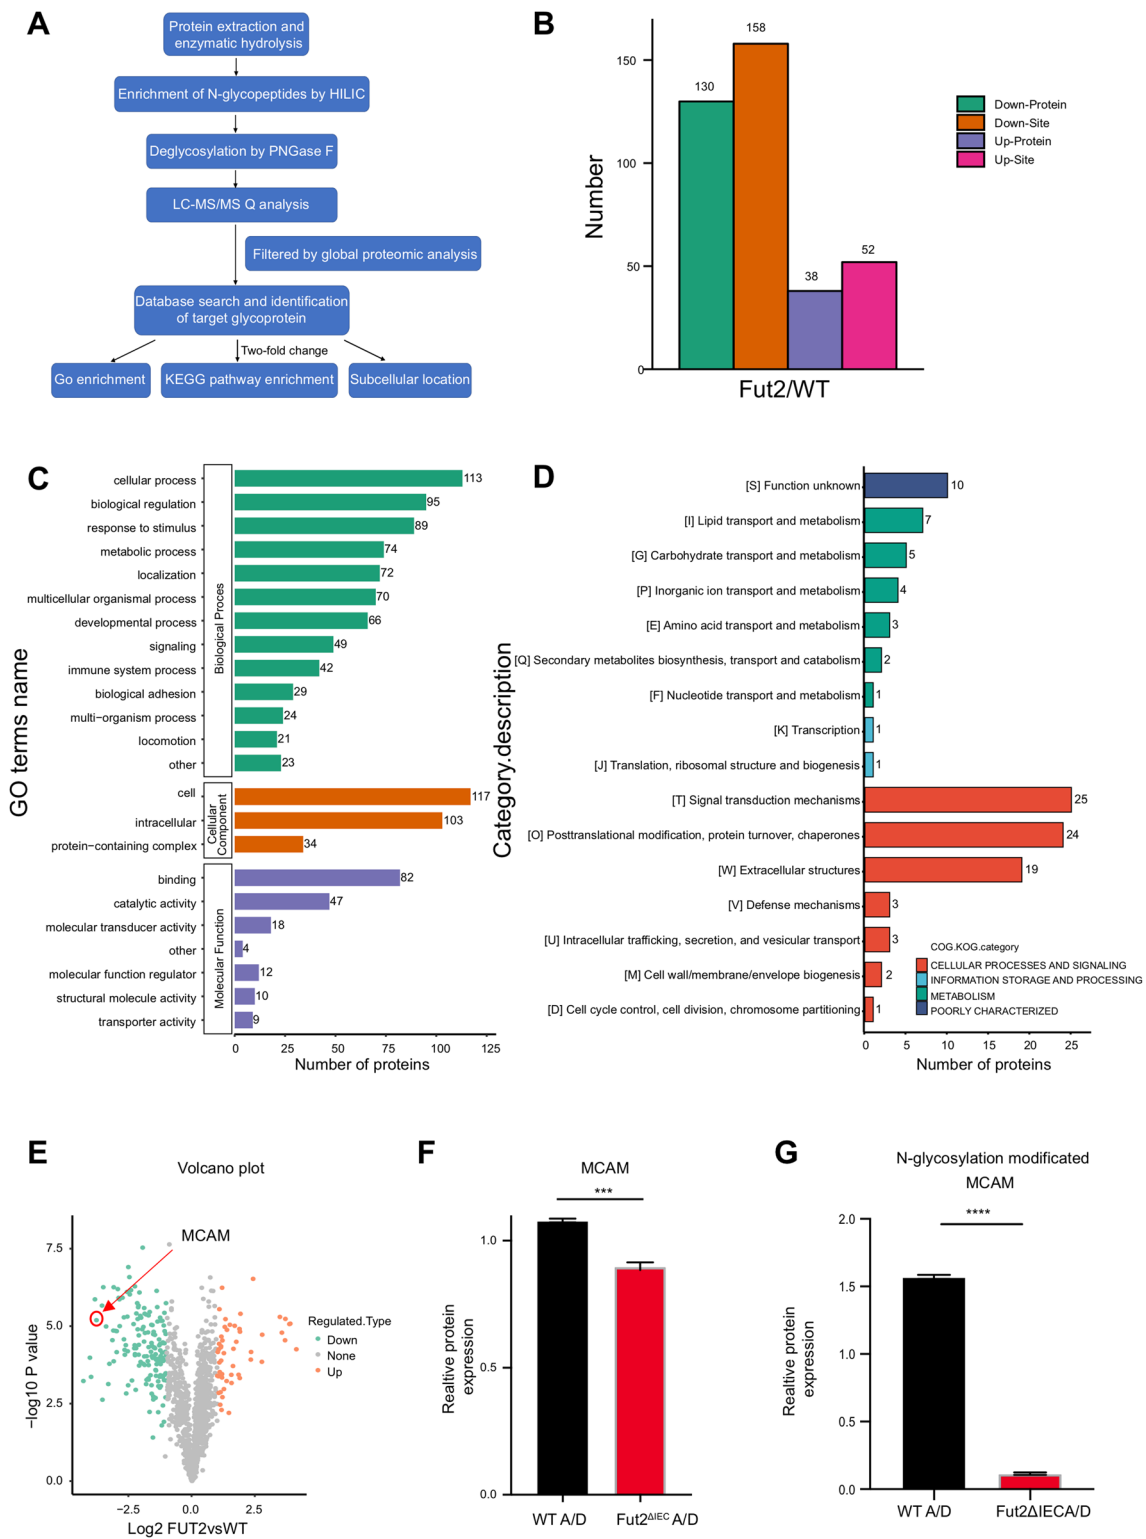 A
Protein extraction and
enzymatic hydrolysis
Enrichment of N-glycopeptides by HILIC
Deglycosylation by PNGase F
LC-MS/MS Q analysis
Filtered by global proteomic analysis
Database search and identification
of target glycoprotein
Two-fold change
Go enrichment
KEGG pathway enrichment
Subcellular location
B
Number
150
100
50
0
130
158
38
52
Fut2/WT
Down-Protein
Down-Site
Up-Protein
Up-Site
C
GO terms name
Biological Proces
cellular process 113
biological regulation 95
response to stimulus 89
metabolic process 74
localization 72
multicellular organismal process 70
developmental process 66
signaling 49
immune system process 42
biological adhesion 29
multi−organism process 24
locomotion 21
other 23
Cellular
Component
cell 117
intracellular 103
protein−containing complex 34
Molecular Function
binding 82
catalytic activity 47
molecular transducer activity 18
other 4
molecular function regulator 12
structural molecule activity 10
transporter activity 9
0 25 50 75 100 125
Number of proteins
D
Category.description
[S] Function unknown 10
[I] Lipid transport and metabolism 7
[G] Carbohydrate transport and metabolism 5
[P] Inorganic ion transport and metabolism 4
[E] Amino acid transport and metabolism 3
[Q] Secondary metabolites biosynthesis, transport and catabolism 2
[F] Nucleotide transport and metabolism 1
[K] Transcription 1
[J] Translation, ribosomal structure and biogenesis 1
[T] Signal transduction mechanisms 25
[O] Posttranslational modification, protein turnover, chaperones 24
[W] Extracellular structures 19
[V] Defense mechanisms 3
[U] Intracellular trafficking, secretion, and vesicular transport 3
[M] Cell wall/membrane/envelope biogenesis 2
[D] Cell cycle control, cell division, chromosome partitioning 1
COG.KOG.category
CELLULAR PROCESSES AND SIGNALING
INFORMATION STORAGE AND PROCESSING
METABOLISM
POORLY CHARACTERIZED
0 5 10 15 20 25
Number of proteins
E
Volcano plot
MCAM
−log10 P value
7.5
5.0
2.5
0.0
−2.5 0.0 2.5
Log2 FUT2vsWT
Regulated.Type
Down
None
Up
F
MCAM
***
Realtive protein
expression
1.0
0.5
0.0
WT A/D
Fut2ΔIEC A/D
G
N-glycosylation modificated
MCAM
****
Realtive protein
expression
2.0
1.5
1.0
0.5
0.0
WT A/D
Fut2ΔIECA/D